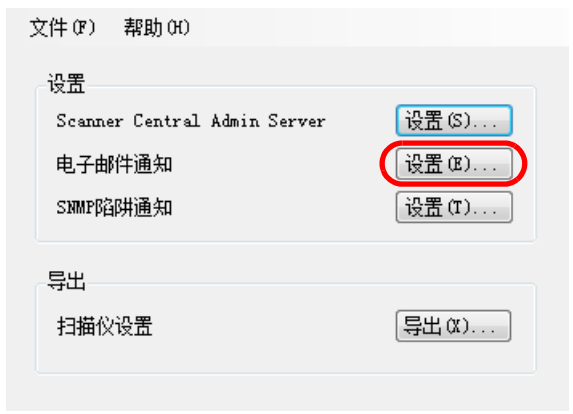 文件(F) 帮助(H)
设置
Scanner Central Admin Server 设置(S)...
电子邮件通知 设置(E)...
SNMP陷阱通知 设置(T)...
导出
扫描仪设置 导出(X)...